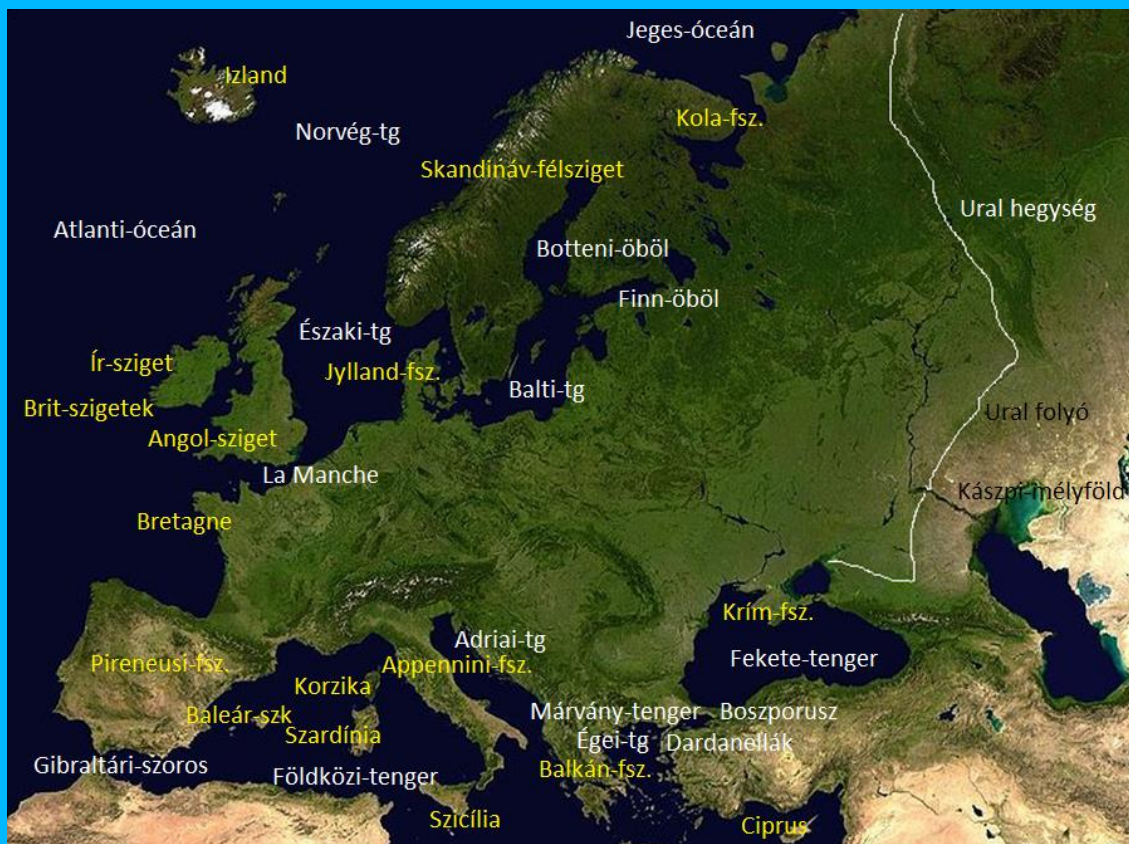 Jeges-óceán
Izland
Kola-fsz.
Norvég-tg
Skandináv-félsziget
Ural hegység
Atlanti-óceán
Botteni-öböl
Finn-öböl
Északi-tg
Ír-sziget
Jylland-fsz.
Balti-tg
Brit-szigetek
Ural folyó
Angol-sziget
La Manche
Kászpi-mélyföld
Bretagne
Krím-fsz.
Adriai-tg
Pireneusi-fsz.
Appennini-fsz.
Fekete-tenger
Korzika
Baleár-szk
Márvány-tenger
Boszporusz
Szardínia
Égei-tg
Dardanellák
Gibraltári-szoros
Földközi-tenger
Balkán-fsz.
Szicília
Ciprus